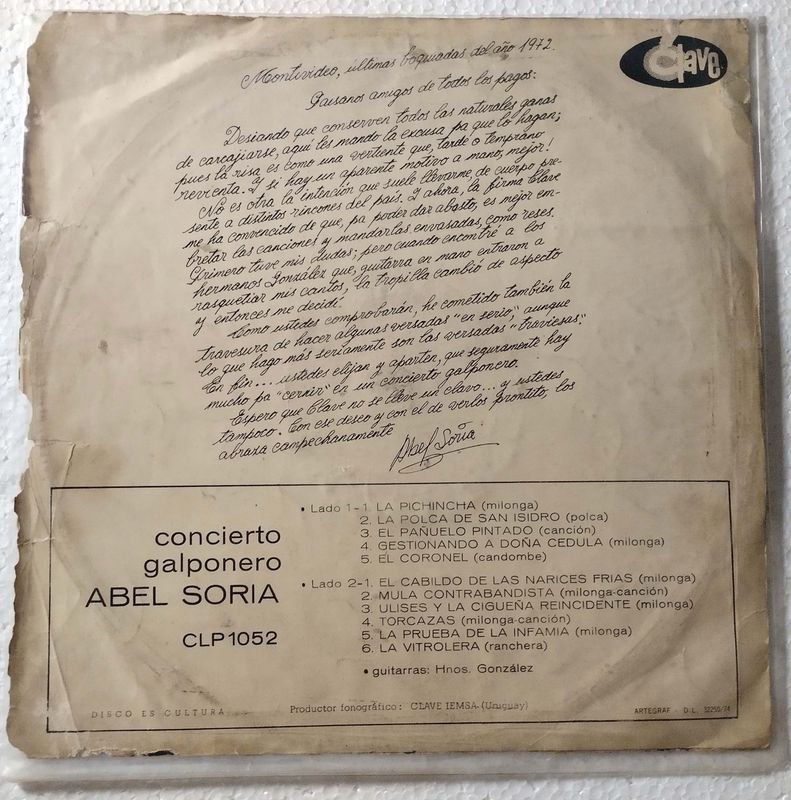 Clave
Montevideo, últimas boquiadas del año 1972.
Paisanos amigos de todos los pagos:
Desiando que conserven todos las naturales ganas
de carcajiarse, aquí les mando la excusa pa que lo hagan;
pues la risa es como una vertiente que, tarde o temprano
revienta. Y si hay un aparente motivo a mano, mejor!
No es otra la intención que suele llevarme, de cuerpo pre-
sente a distintos rincones del país. Y ahora, la firma Clave
me ha convencido de que, pa poder dar abasto, es mejor em-
bretar las canciones y mandarlas envasadas, como reses.
Primero tuve mis dudas; pero cuando encontré a los
hermanos González que, guitarra en mano entraron a
rasquetiar mis cantos, la tropilla cambió de aspecto
y entonces me decidí.
Como ustedes comprobarán, he cometido también la
travesura de hacer algunas versadas "en serio", aunque
lo que hago más seriamente son las versadas "traviesas".
En fin... ustedes elijan y aparten, que seguramente hay
mucho pa "cernir" en un concierto galponero.
Espero que Clave no se lleve un clavo... y ustedes
tampoco. Con ese deseo y con el de verlos prontito, los
abraza campechanamente
Abel Soria
concierto
galponero
ABEL SORIA
CLP 1052
• Lado 1-1. LA PICHINCHA (milonga)
2. LA POLCA DE SAN ISIDRO (polca)
3. EL PAÑUELO PINTADO (canción)
4. GESTIONANDO A DOÑA CEDULA (milonga)
5. EL CORONEL (candombe)
• Lado 2-1. EL CABILDO DE LAS NARICES FRIAS (milonga)
2. MULA CONTRABANDISTA (milonga-canción)
3. ULISES Y LA CIGUEÑA REINCIDENTE (milonga)
4. TORCAZAS (milonga-canción)
5. LA PRUEBA DE LA INFAMIA (milonga)
6. LA VITROLERA (ranchera)
• guitarras: Hnos. González
DISCO ES CULTURA
Productor fonográfico: CLAVE IEMSA (Uruguay)
ARTEGRAF - D.L. 32250/74